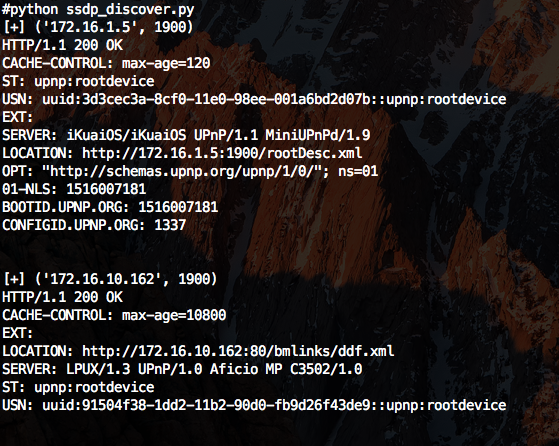 #python ssdp_discover.py
[+] ('172.16.1.5', 1900)
HTTP/1.1 200 OK
CACHE-CONTROL: max-age=120
ST: upnp:rootdevice
USN: uuid:3d3cec3a-8cf0-11e0-98ee-001a6bd2d07b::upnp:rootdevice
EXT:
SERVER: iKuaiOS/iKuaiOS UPnP/1.1 MiniUPnPd/1.9
LOCATION: http://172.16.1.5:1900/rootDesc.xml
OPT: "http://schemas.upnp.org/upnp/1/0/"; ns=01
01-NLS: 1516007181
BOOTID.UPNP.ORG: 1516007181
CONFIGID.UPNP.ORG: 1337
[+] ('172.16.10.162', 1900)
HTTP/1.1 200 OK
CACHE-CONTROL: max-age=10800
EXT:
LOCATION: http://172.16.10.162:80/bmlinks/ddf.xml
SERVER: LPUX/1.3 UPnP/1.0 Aficio MP C3502/1.0
ST: upnp:rootdevice
USN: uuid:91504f38-1dd2-11b2-90d0-fb9d26f43de9::upnp:rootdevice